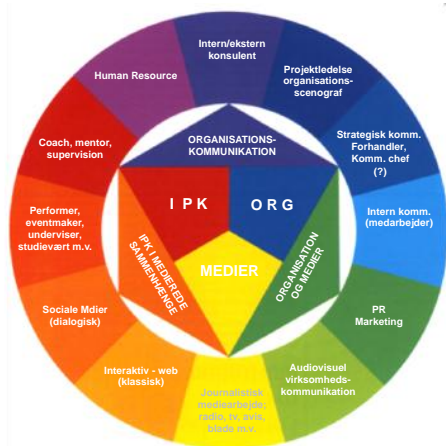 Intern/ekstern
konsulent
Projektledelse
organisations-
scenograf
Strategisk komm.
Forhandler,
Komm. chef
(?)
Intern komm.
(medarbejder)
PR
Marketing
Audiovisuel
virksomheds-
kommunikation
Journalistisk
mediearbejde;
radio, tv. avis,
blade m.v.
Interaktiv - web
(klassisk)
Sociale Mdier
(dialogisk)
Performer,
eventmaker,
underviser,
studievært m.v.
Coach, mentor,
supervision
Human Resource
ORGANISATIONS-
KOMMUNIKATION
I P K
O R G
MEDIER
IPK I MEDIEREDE
SAMMENHÆNGE
ORGANISATION
OG MEDIER